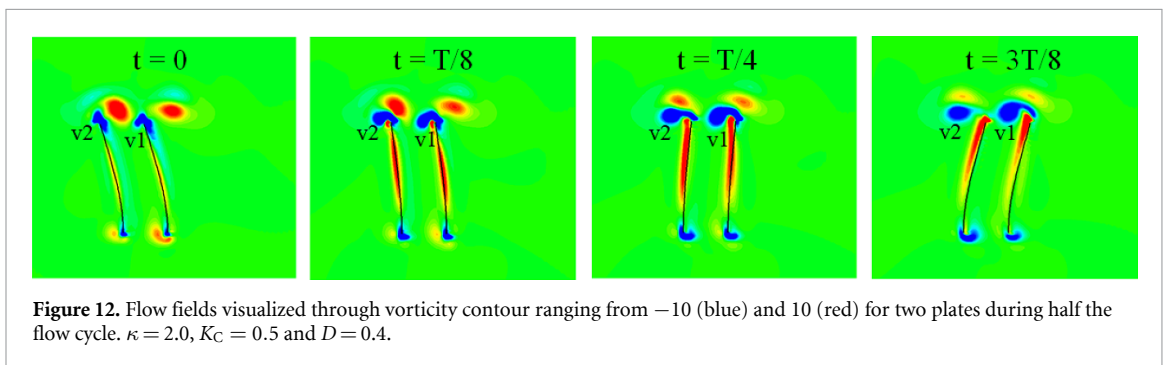 t = 0
t = T/8
t = T/4
t = 3T/8
v2
v1
v2
v1
v2
v1
v2
v1
Figure 12. Flow fields visualized through vorticity contour ranging from −10 (blue) and 10 (red) for two plates during half the
flow cycle. κ = 2.0, K_C = 0.5 and D = 0.4.